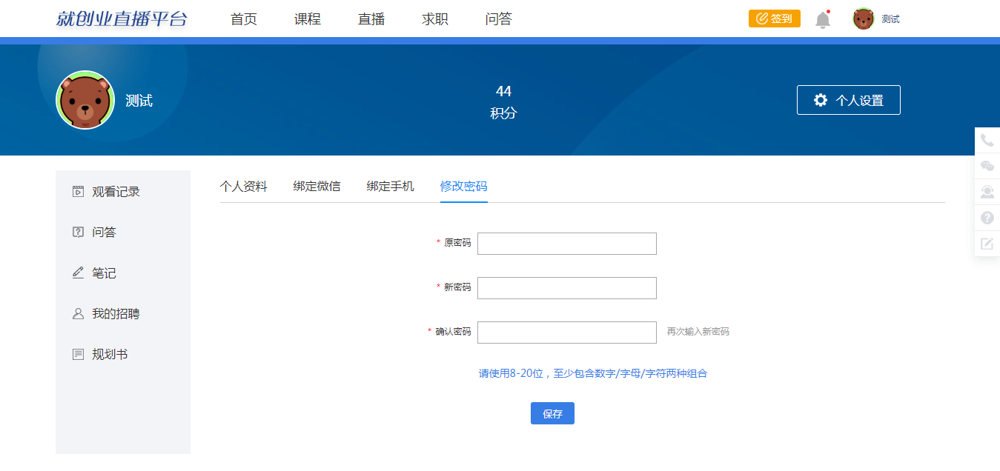 就创业直播平台 首页 课程 直播 求职 问答 签到 测试
测试
44
积分
个人设置
观看记录
问答
笔记
我的招聘
规划书
个人资料 绑定微信 绑定手机 修改密码
* 原密码
* 新密码
* 确认密码 再次输入新密码
请使用8-20位，至少包含数字/字母/字符两种组合
保存